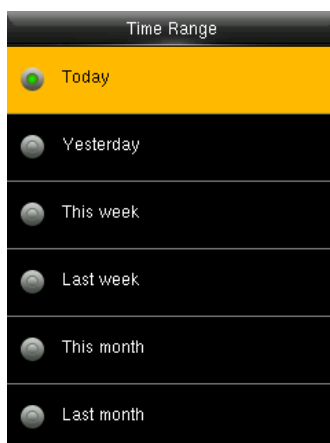 Time Range
Today
Yesterday
This week
Last week
This month
Last month